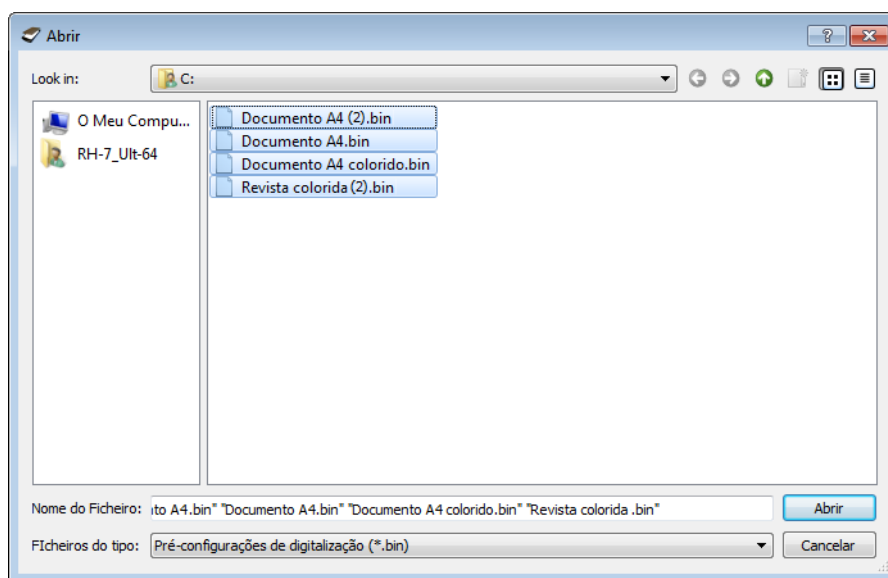 Abrir
Look in:
C:
O Meu Compu...
RH-7_Ult-64
Documento A4 (2).bin
Documento A4.bin
Documento A4 colorido.bin
Revista colorida (2).bin
Nome do Ficheiro: to A4.bin" "Documento A4.bin" "Documento A4 colorido.bin" "Revista colorida .bin" Abrir
FIcheiros do tipo: Pré-configurações de digitalização (*.bin) Cancelar